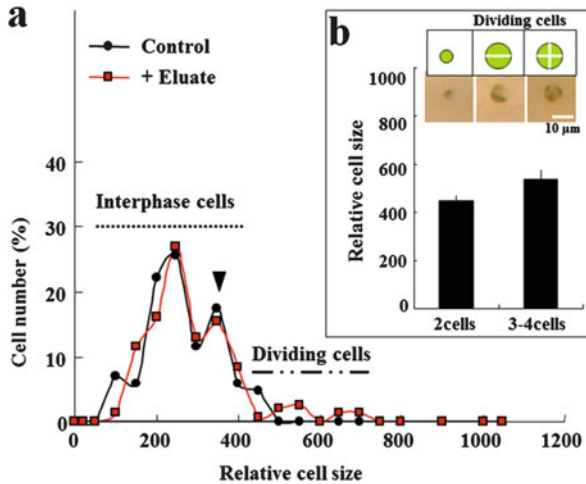 a
Control
+ Eluate
Cell number (%)
40
30
20
10
0
Interphase cells
Dividing cells
0 200 400 600 800 1000 1200
Relative cell size
b
Dividing cells
10 µm
Relative cell size
1000
800
600
400
200
0
2cells 3-4cells